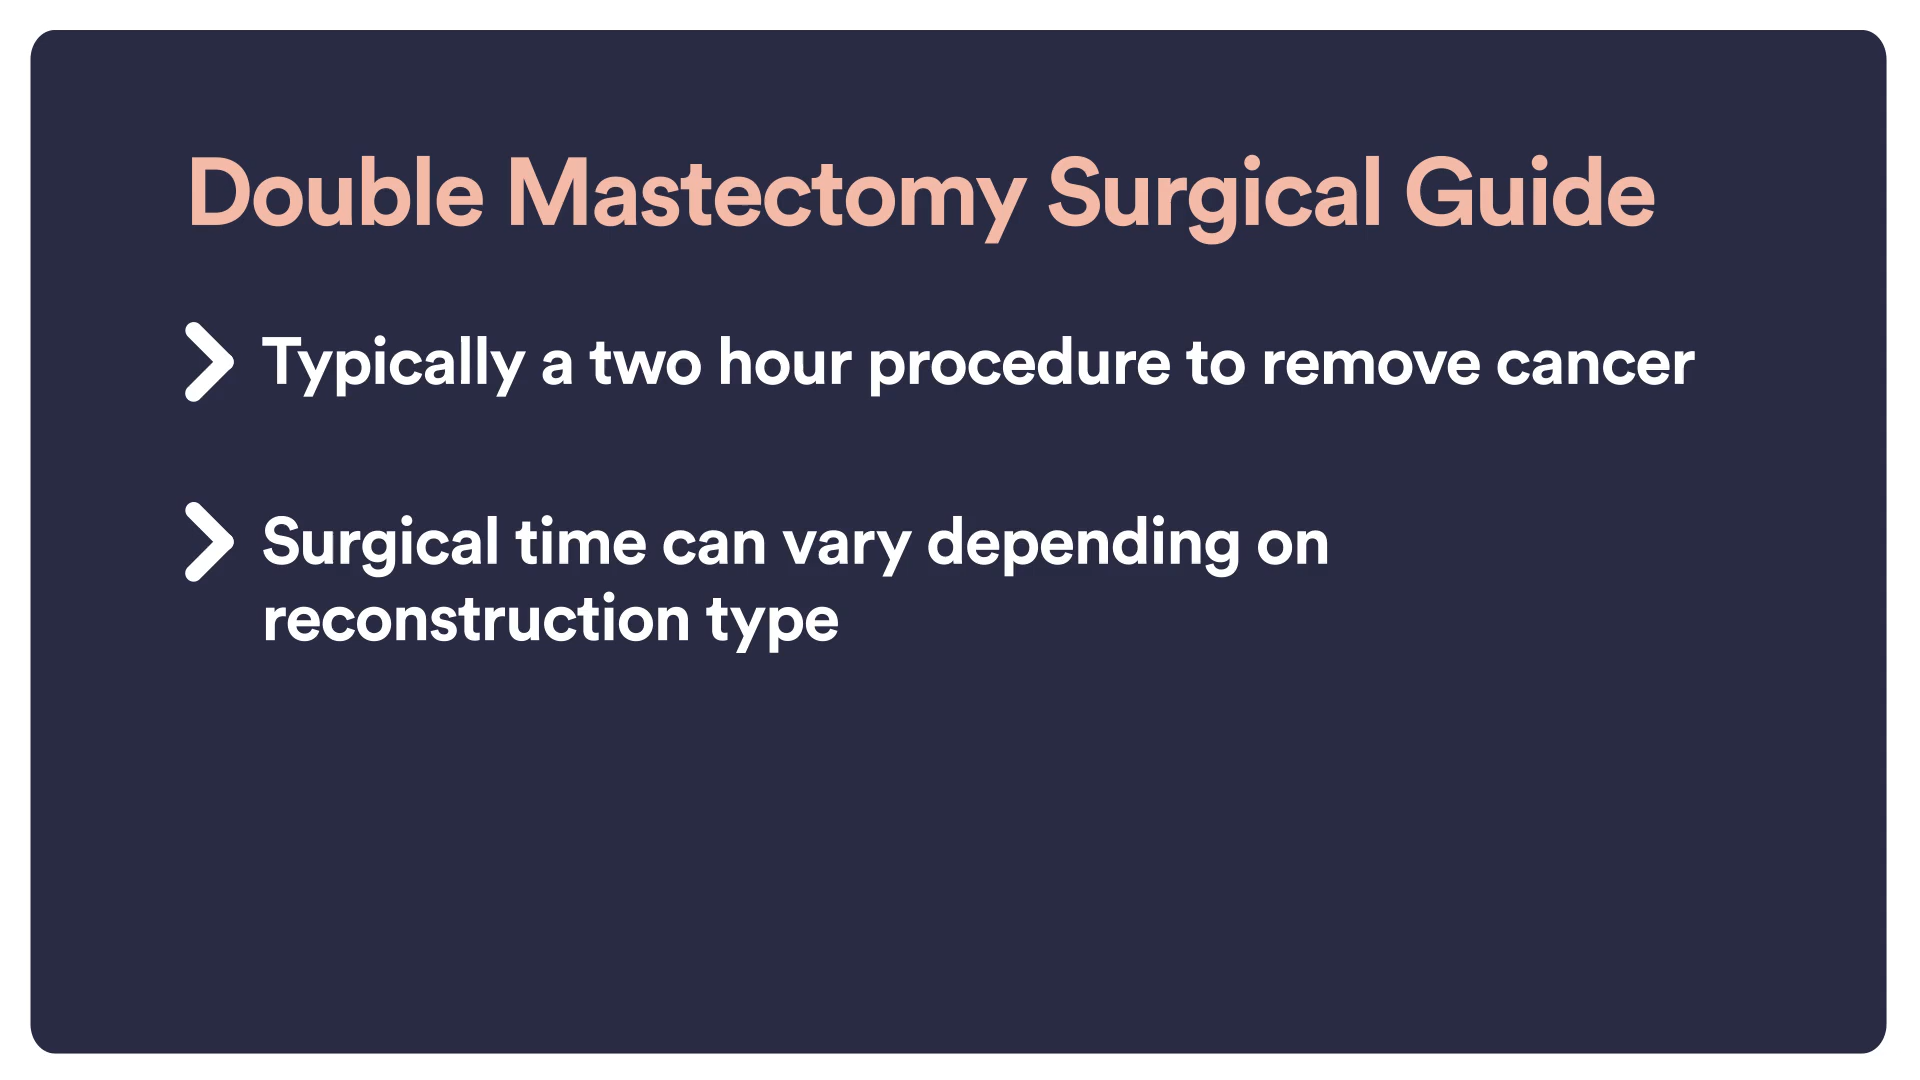 Double Mastectomy Surgical Guide
Typically a two hour procedure to remove cancer
Surgical time can vary depending on
reconstruction type